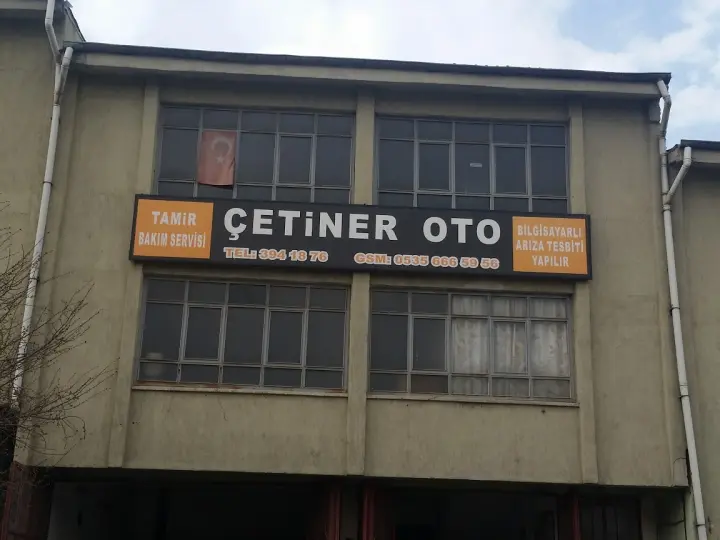 TAMİR
BAKIM SERVİSİ
ÇETİNER OTO
TEL: 394 18 76 GSM: 0535 666 59 56
BİLGİSAYARLI
ARIZA TESBİTİ
YAPILIR